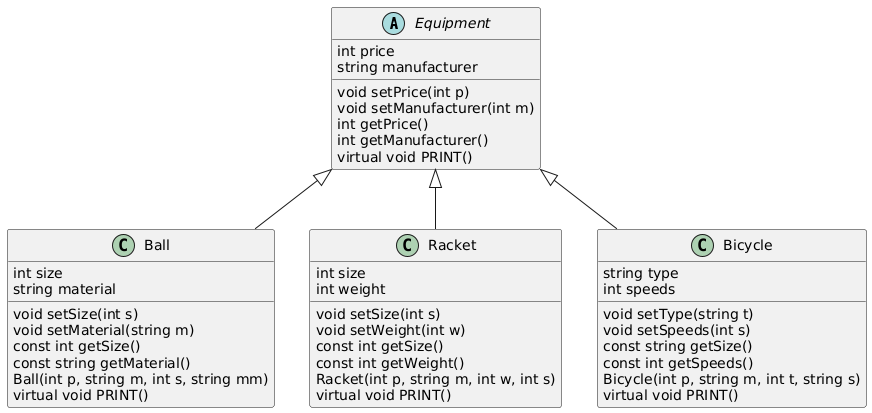 A Equipment
int price
string manufacturer
void setPrice(int p)
void setManufacturer(int m)
int getPrice()
int getManufacturer()
virtual void PRINT()
C Ball
int size
string material
void setSize(int s)
void setMaterial(string m)
const int getSize()
const string getMaterial()
Ball(int p, string m, int s, string mm)
virtual void PRINT()
C Racket
int size
int weight
void setSize(int s)
void setWeight(int w)
const int getSize()
const int getWeight()
Racket(int p, string m, int w, int s)
virtual void PRINT()
C Bicycle
string type
int speeds
void setType(string t)
void setSpeeds(int s)
const string getSize()
const int getSpeeds()
Bicycle(int p, string m, int t, string s)
virtual void PRINT()